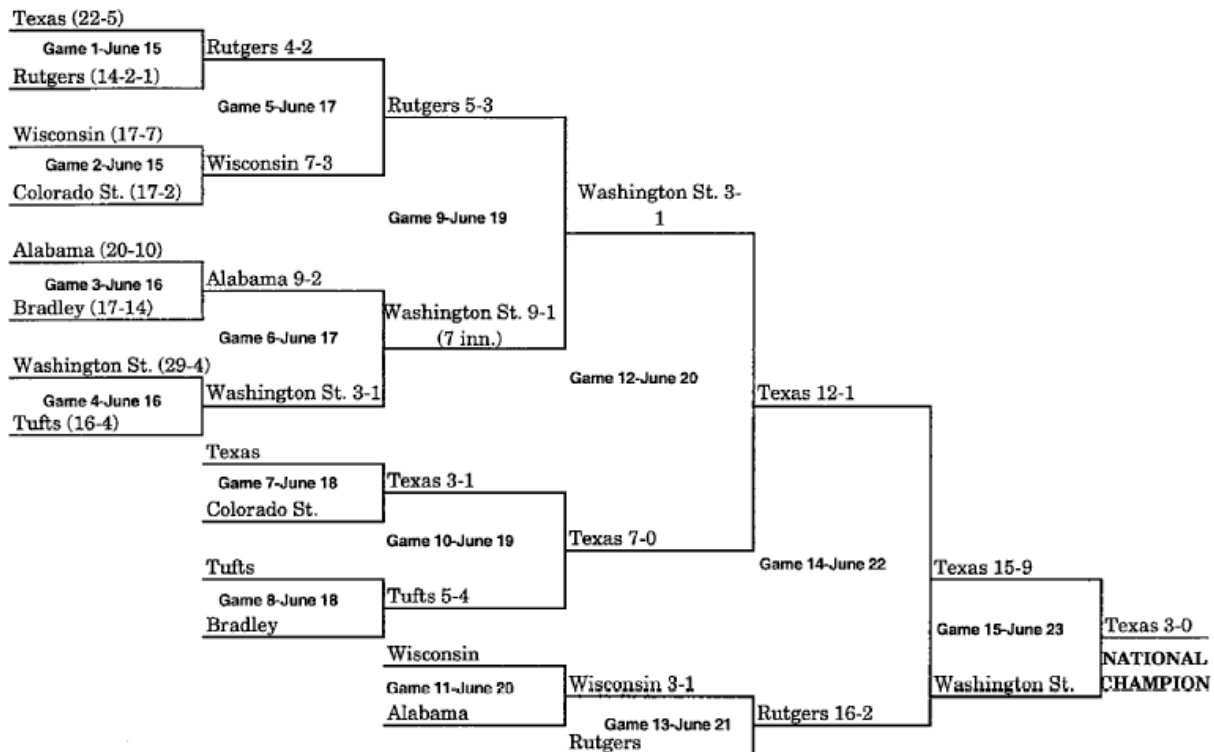 Texas (22-5)
Game 1-June 15
Rutgers 4-2
Rutgers (14-2-1)
Game 5-June 17
Rutgers 5-3
Wisconsin (17-7)
Game 2-June 15
Wisconsin 7-3
Colorado St. (17-2)
Washington St. 3-
1
Game 9-June 19
Alabama (20-10)
Game 3-June 16
Alabama 9-2
Bradley (17-14)
Washington St. 9-1
(7 inn.)
Game 6-June 17
Washington St. (29-4)
Game 4-June 16
Washington St. 3-1
Tufts (16-4)
Game 12-June 20
Texas 12-1
Texas
Game 7-June 18
Texas 3-1
Colorado St.
Game 10-June 19
Texas 7-0
Tufts
Game 8-June 18
Tufts 5-4
Bradley
Game 14-June 22
Texas 15-9
Game 15-June 23
Texas 3-0
NATIONAL
CHAMPION
Washington St.
Wisconsin
Game 11-June 20
Wisconsin 3-1
Alabama
Game 13-June 21
Rutgers 16-2
Rutgers